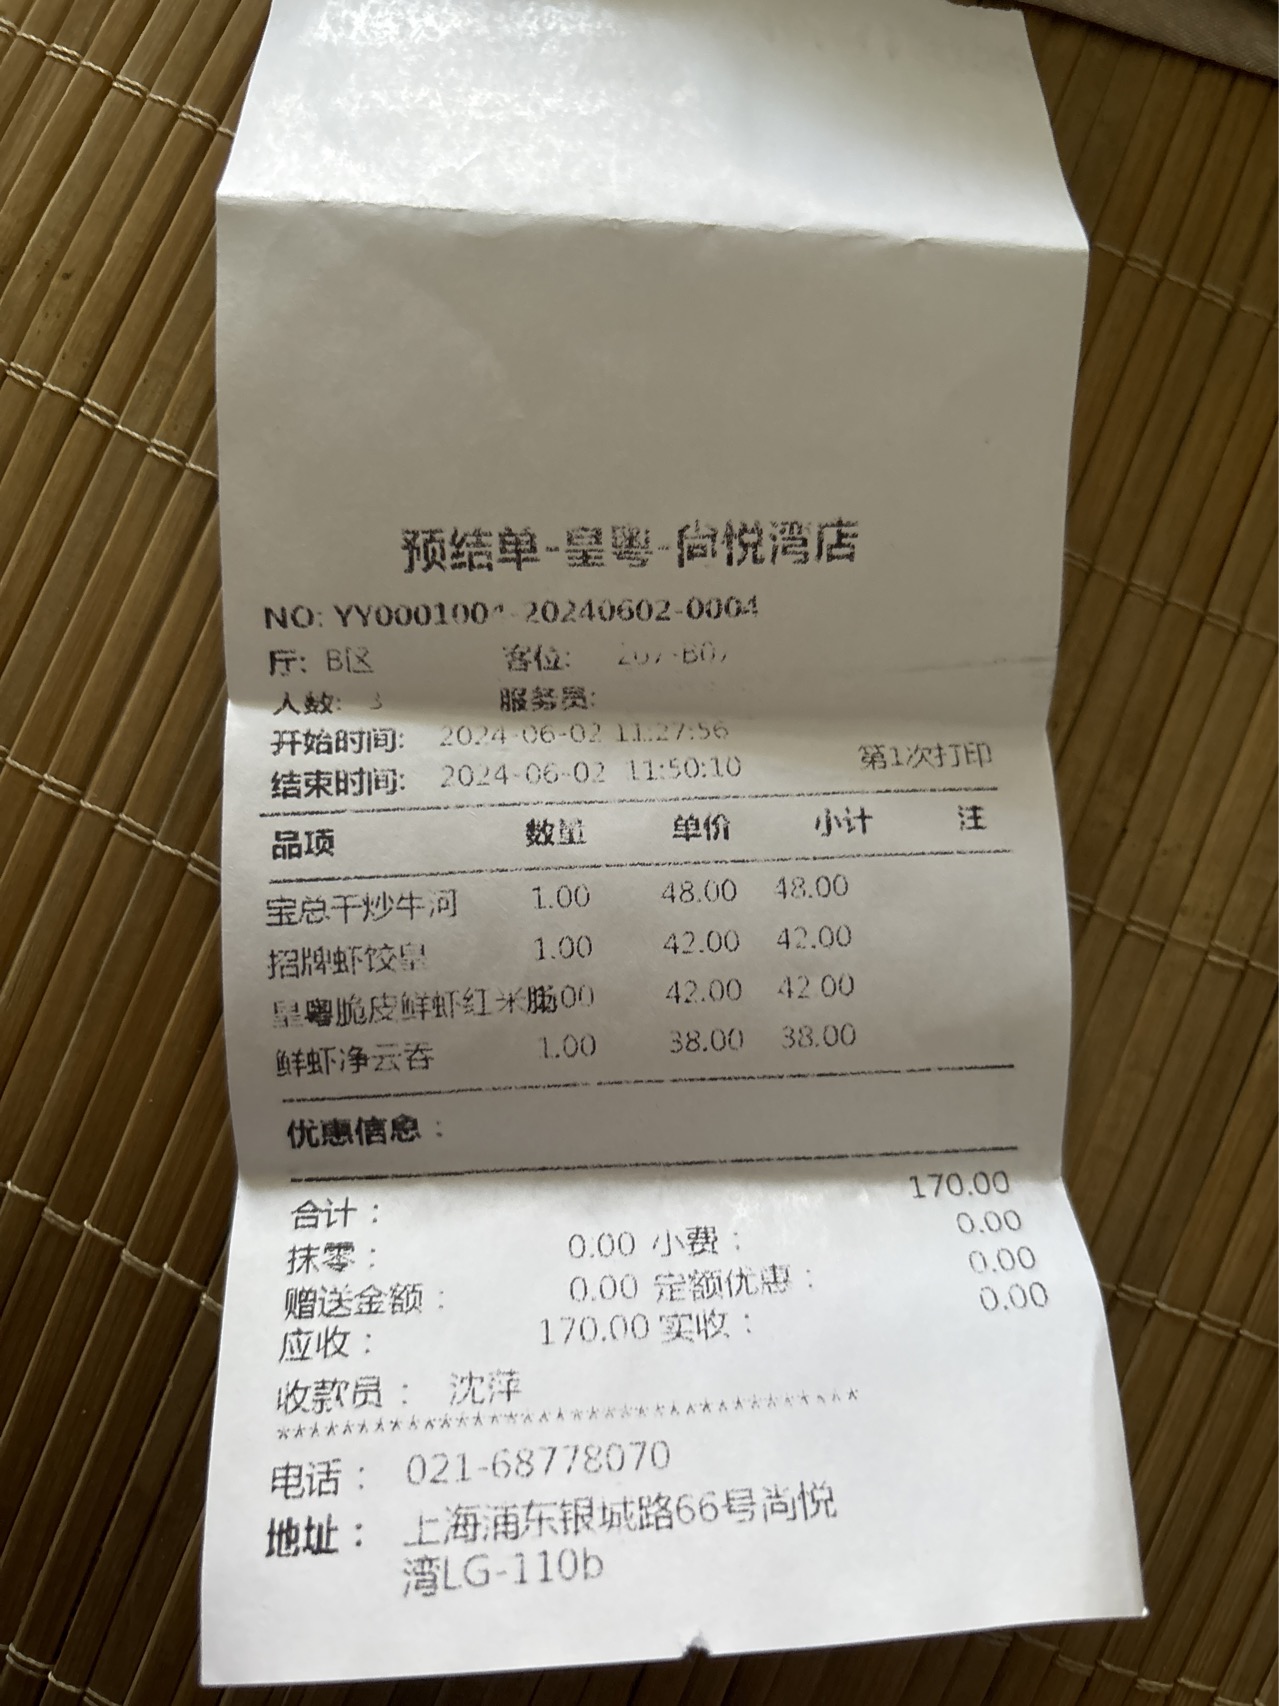 预结单-皇粤-尚悦湾店
NO: YY0001004-20240602-0004
厅: B区 客位: 207-B07
人数: 3 服务员:
开始时间: 2024-06-02 11:27:56
结束时间: 2024-06-02 11:50:10 第1次打印
品项 数量 单价 小计 注
宝总干炒牛河 1.00 48.00 48.00
招牌虾饺皇 1.00 42.00 42.00
皇粤脆皮鲜虾红米肠 1.00 42.00 42.00
鲜虾净云吞 1.00 38.00 38.00
优惠信息:
合计: 170.00
抹零: 0.00 小费: 0.00
赠送金额: 0.00 定额优惠: 0.00
应收: 170.00 实收: 0.00
收款员: 沈萍
************************************
电话: 021-68778070
地址: 上海浦东银城路66号尚悦
湾LG-110b